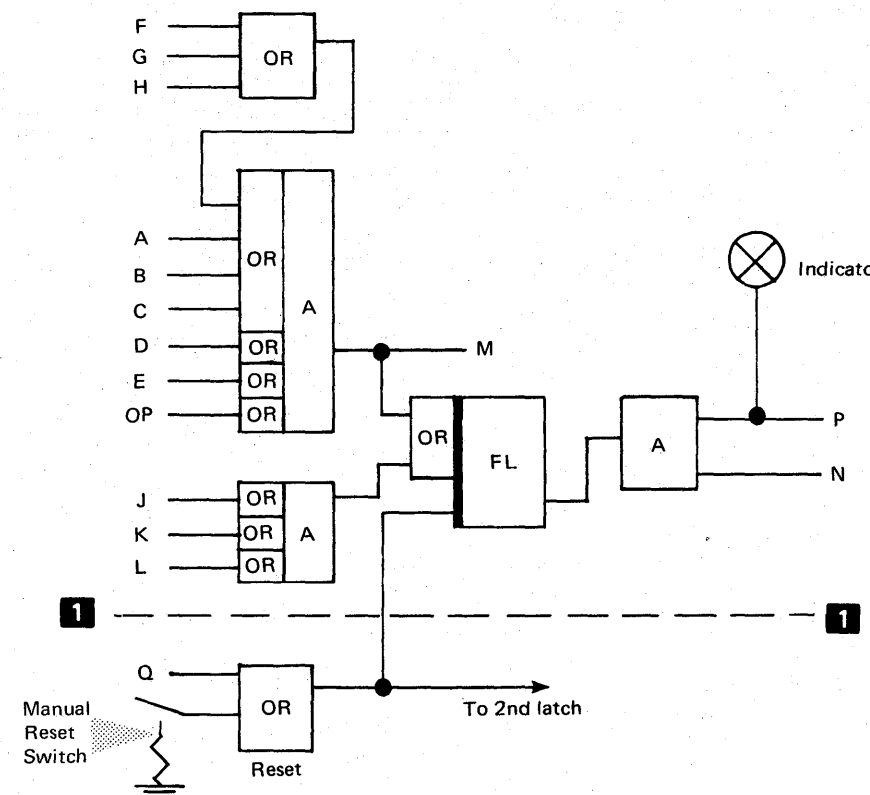 F
G
H
OR
A
B
C
D
E
OP
OR
OR
OR
OR
A
M
Indicato
OR
FL
A
P
N
J
K
L
OR
OR
OR
A
1
1
Q
Manual
Reset
Switch
OR
Reset
To 2nd latch